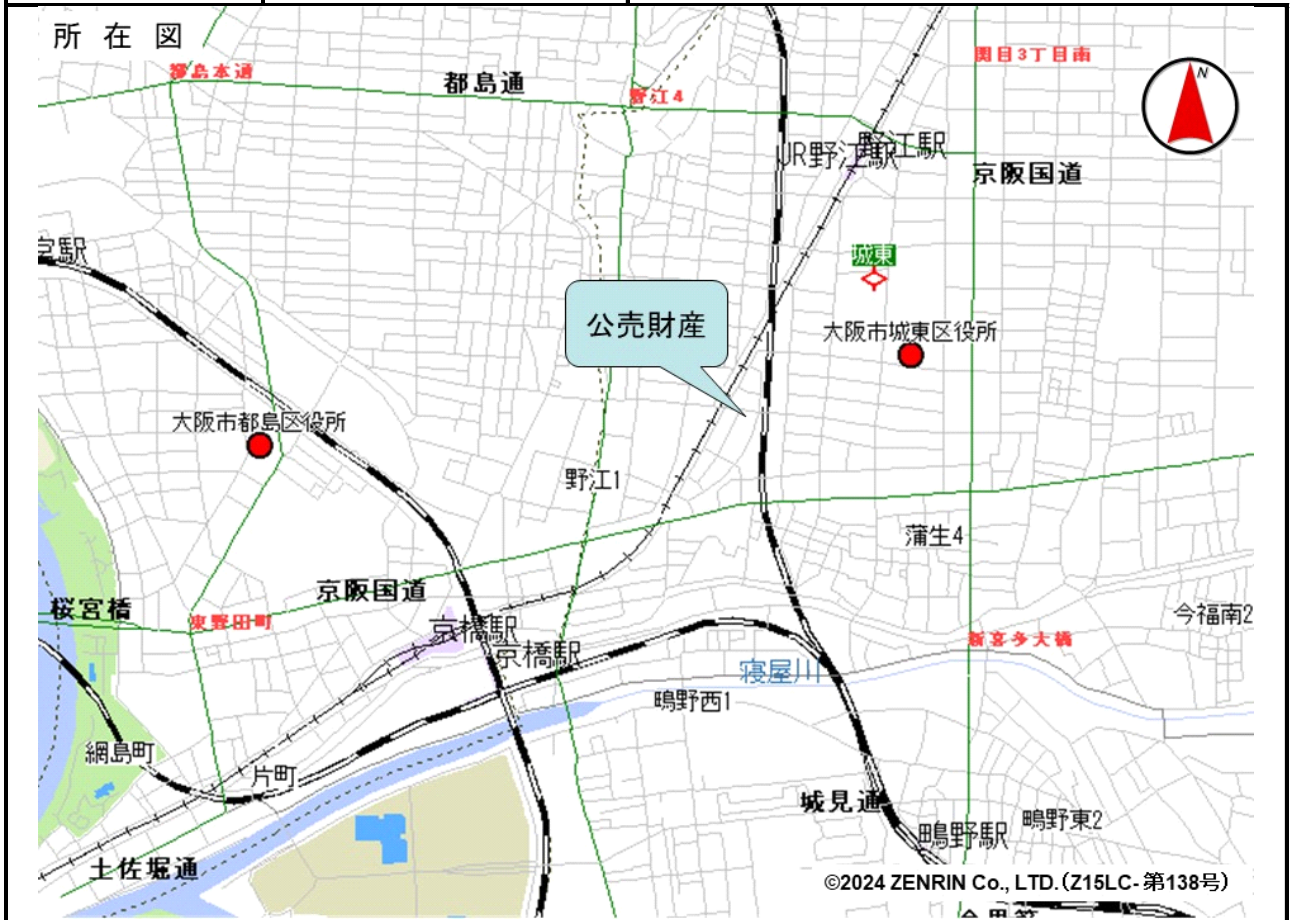 所在図
都島本通
都島通
野江4
関目3丁目南
N
JR野江駅
野江駅
京阪国道
宮駅
城東
公売財産
大阪市城東区役所
大阪市都島区役所
野江1
蒲生4
京阪国道
桜宮橋
東野田町
京橋駅
京橋駅
今福南2
新喜多大橋
寝屋川
鴫野西1
網島町
片町
城見通
鴫野駅
鴫野東2
土佐堀通
©2024 ZENRIN Co., LTD.(Z15LC-第138号)